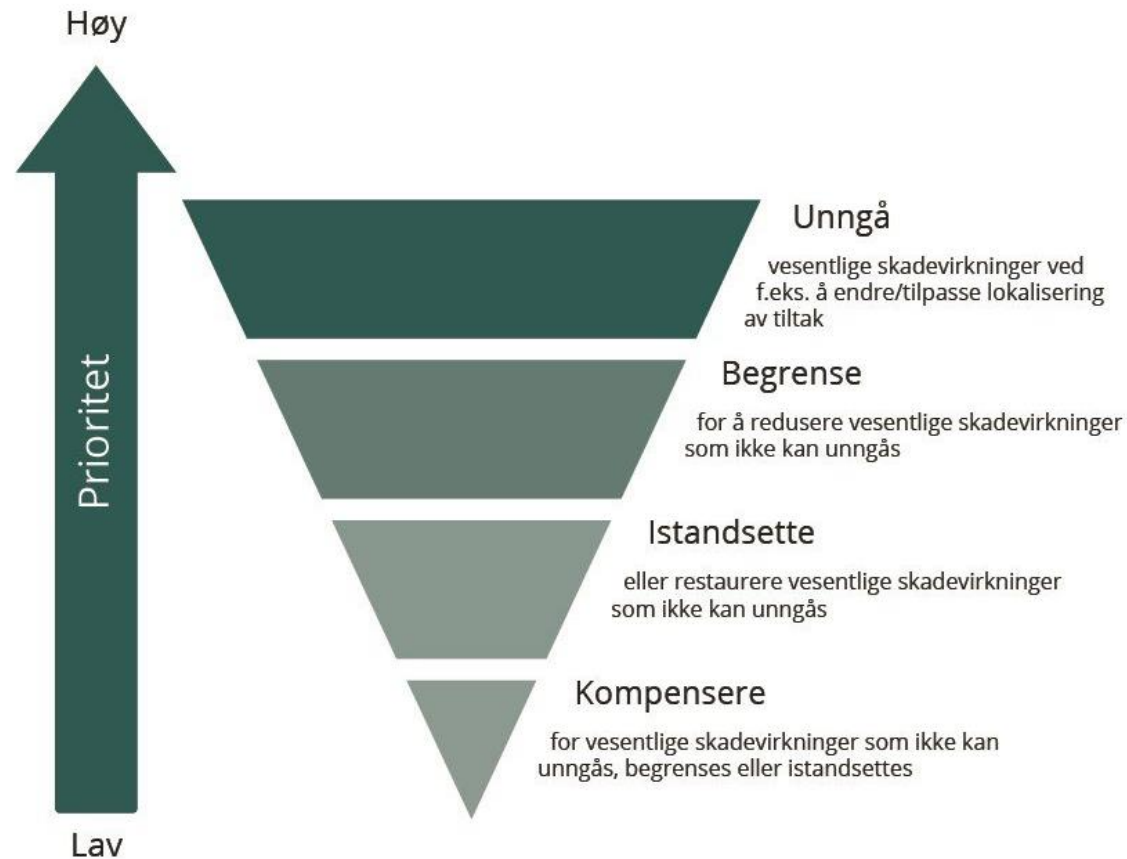 Høy
Prioritet
Lav
Unngå
vesentlige skadevirkninger ved
f.eks. å endre/tilpasse lokalisering
av tiltak
Begrense
for å redusere vesentlige skadevirkninger
som ikke kan unngås
Istandsette
eller restaurere vesentlige skadevirkninger
som ikke kan unngås
Kompensere
for vesentlige skadevirkninger som ikke kan
unngås, begrenses eller istandsettes